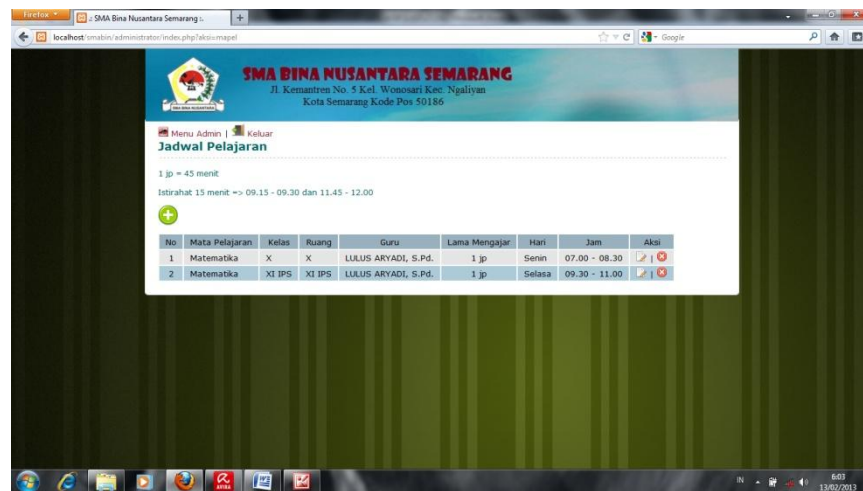 Firefox
.: SMA Bina Nusantara Semarang :.
localhost/smabin/administrator/index.php?aksi=mapel
Google
SMA BINA NUSANTARA SEMARANG
Jl. Kemantren No. 5 Kel. Wonosari Kec. Ngaliyan
Kota Semarang Kode Pos 50186
Menu Admin | Keluar
Jadwal Pelajaran
1 jp = 45 menit
Istirahat 15 menit => 09.15 - 09.30 dan 11.45 - 12.00
No Mata Pelajaran Kelas Ruang Guru Lama Mengajar Hari Jam Aksi
1 Matematika X X LULUS ARYADI, S.Pd. 1 jp Senin 07.00 - 08.30 |
2 Matematika XI IPS XI IPS LULUS ARYADI, S.Pd. 1 jp Selasa 09.30 - 11.00 |
IN
6:03
13/02/2013